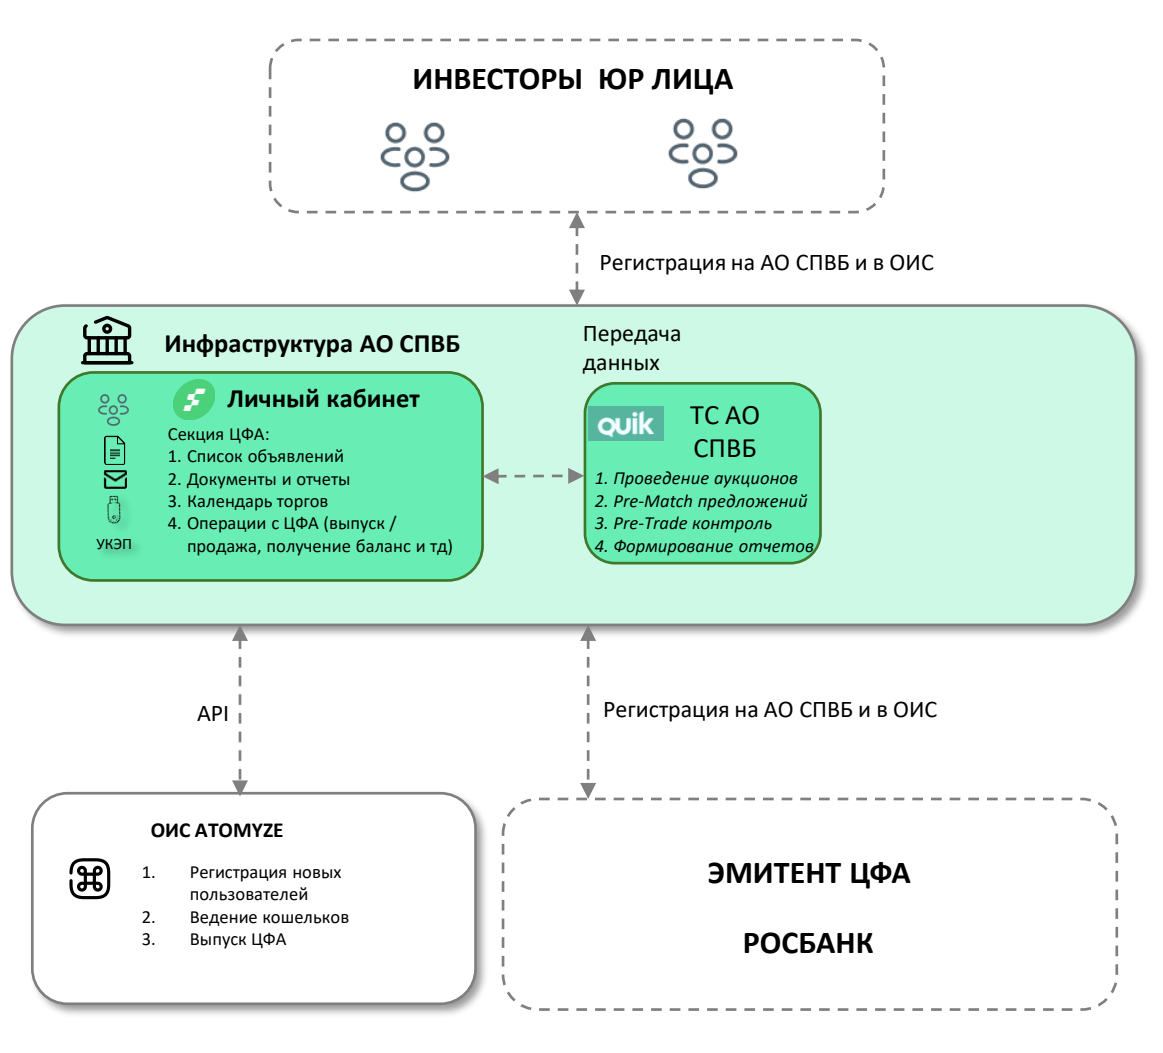 ИНВЕСТОРЫ ЮР ЛИЦА
Регистрация на АО СПВБ и в ОИС
Инфраструктура АО СПВБ
Передача
данных
Личный кабинет
Секция ЦФА:
1. Список объявлений
2. Документы и отчеты
3. Календарь торгов
4. Операции с ЦФА (выпуск /
продажа, получение баланс и тд)
УКЭП
quik
ТС АО
СПВБ
1. Проведение аукционов
2. Pre-Match предложений
3. Pre-Trade контроль
4. Формирование отчетов
API
Регистрация на АО СПВБ и в ОИС
ОИС ATOMYZE
1. Регистрация новых
пользователей
2. Ведение кошельков
3. Выпуск ЦФА
ЭМИТЕНТ ЦФА
РОСБАНК